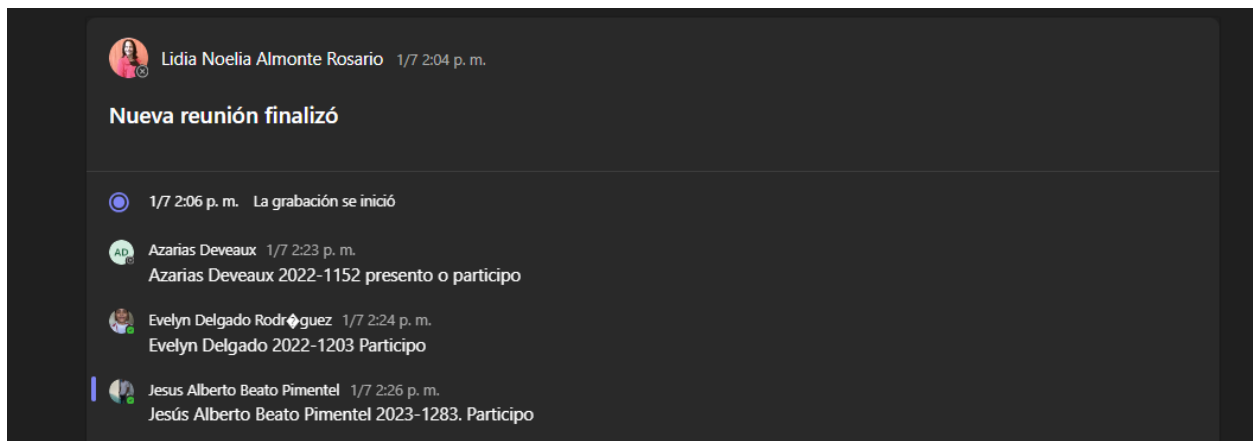 Lidia Noelia Almonte Rosario 1/7 2:04 p. m.
Nueva reunión finalizó
1/7 2:06 p. m. La grabación se inició
AD Azarias Deveaux 1/7 2:23 p. m.
Azarias Deveaux 2022-1152 presento o participo
Evelyn Delgado Rodr�guez 1/7 2:24 p. m.
Evelyn Delgado 2022-1203 Participo
Jesus Alberto Beato Pimentel 1/7 2:26 p. m.
Jesús Alberto Beato Pimentel 2023-1283. Participo